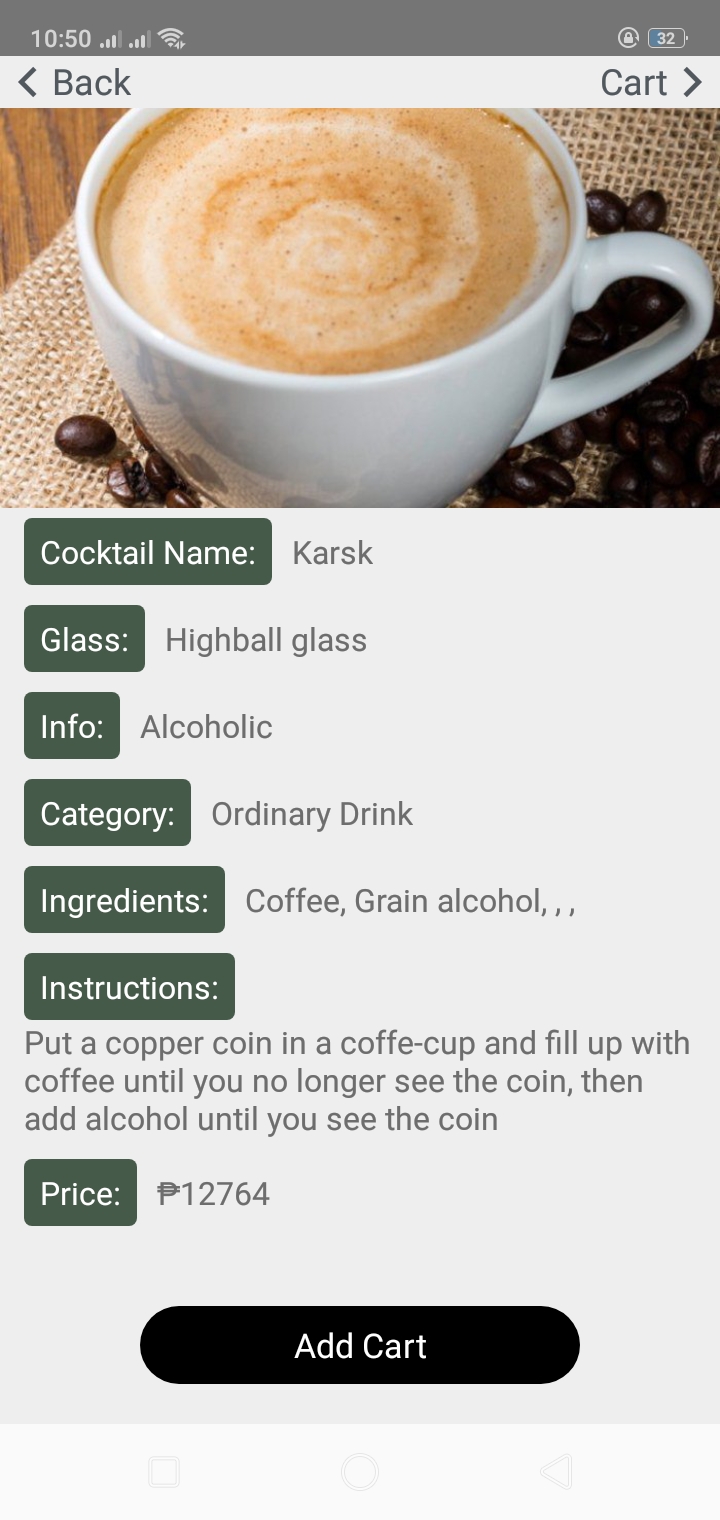 10:50
32
Back Cart
Cocktail Name: Karsk
Glass: Highball glass
Info: Alcoholic
Category: Ordinary Drink
Ingredients: Coffee, Grain alcohol, , ,
Instructions:
Put a copper coin in a coffe-cup and fill up with
coffee until you no longer see the coin, then
add alcohol until you see the coin
Price: ₱12764
Add Cart